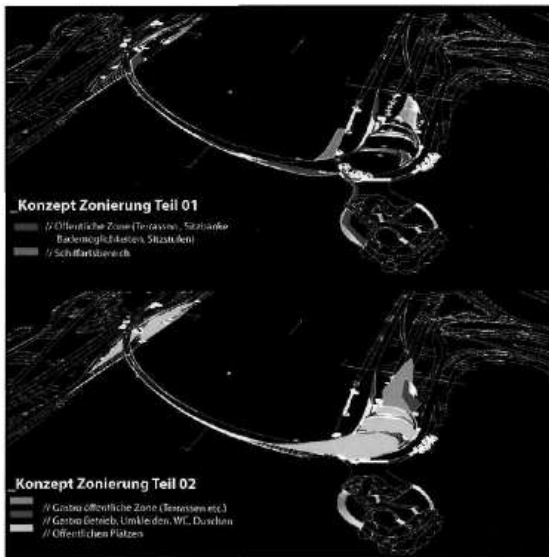 _Konzept Zonierung Teil 01
// Öffentliche Zone (Terrassen, Sitzbänke
Bademöglichkeiten, Sitzstufen)
// Schiffartsbereich
_Konzept Zonierung Teil 02
// Gastro öffentliche Zone (Terrassen etc.)
// Gastro Betrieb, Umkleiden, WC, Duschen
// Öffentlichen Plätzen